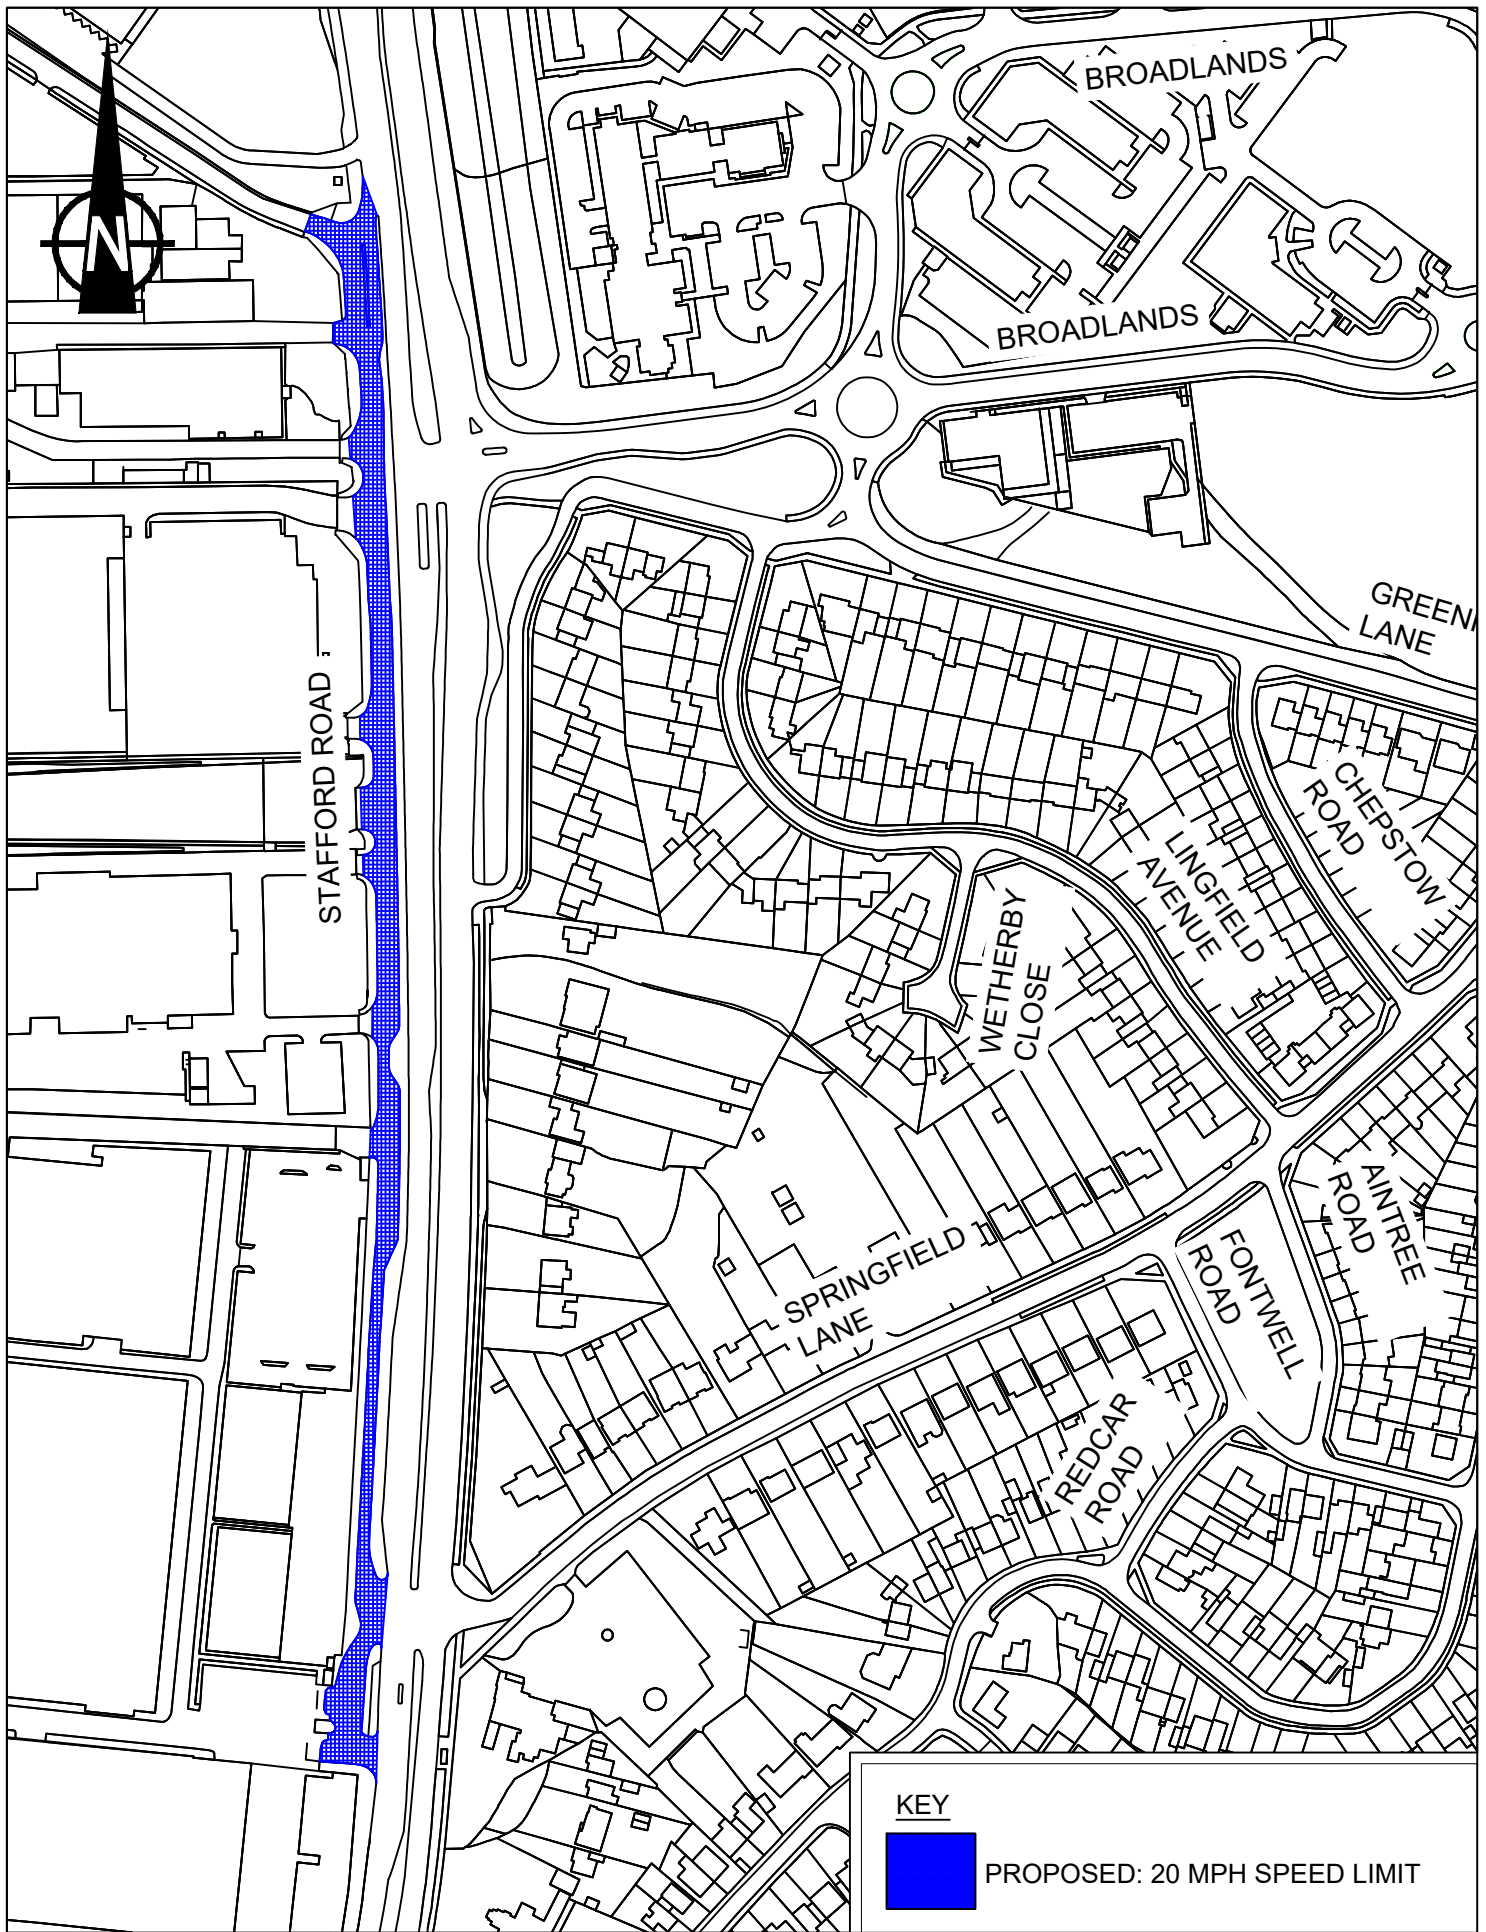 BROADLANDS
N
BROADLANDS
LANE
STAFFORD ROAD
CHEPSTOW
ROAD
LINGFIELD
AVENUE
WETHERBY
CLOSE
AINTREE
ROAD
FONTWELL
ROAD
SPRINGFIELD
LANE
REDCAR
ROAD
KEY
PROPOSED: 20 MPH SPEED LIMIT